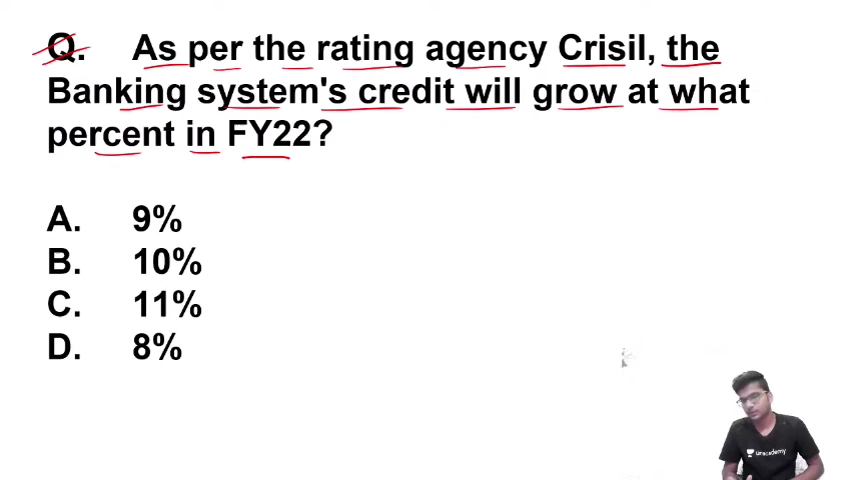 Q. As per the rating agency Crisil, the
Banking system's credit will grow at what
percent in FY22?
A. 9%
B. 10%
C. 11%
D. 8%
unacademy